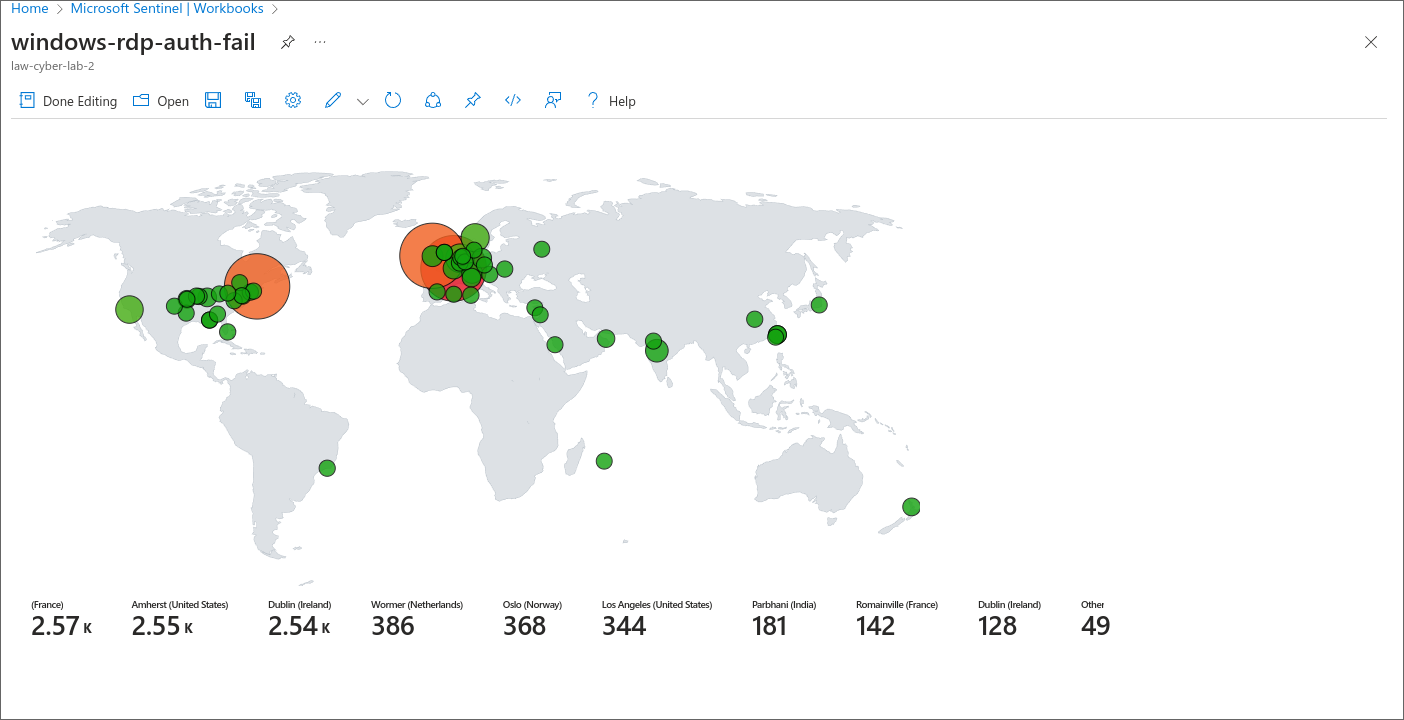 Home > Microsoft Sentinel | Workbooks >
windows-rdp-auth-fail ...
law-cyber-lab-2
Done Editing Open Help
(France) Amherst (United States) Dublin (Ireland) Wormer (Netherlands) Oslo (Norway) Los Angeles (United States) Parbhani (India) Romainville (France) Dublin (Ireland) Other
2.57 K 2.55 K 2.54 K 386 368 344 181 142 128 49